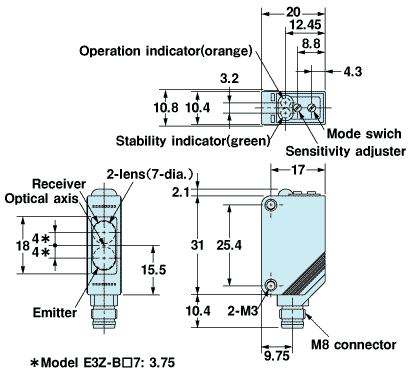 20
12.45
Operation indicator(orange)
8.8
3.2
4.3
10.8
10.4
Mode swich
Stability indicator(green)
Sensitivity adjuster
2-lens(7-dia.)
17
Receiver
2.1
Optical axis
18
4*
4*
31
25.4
15.5
Emitter
10.4
2-M3
M8 connector
9.75
*Model E3Z-B□7: 3.75